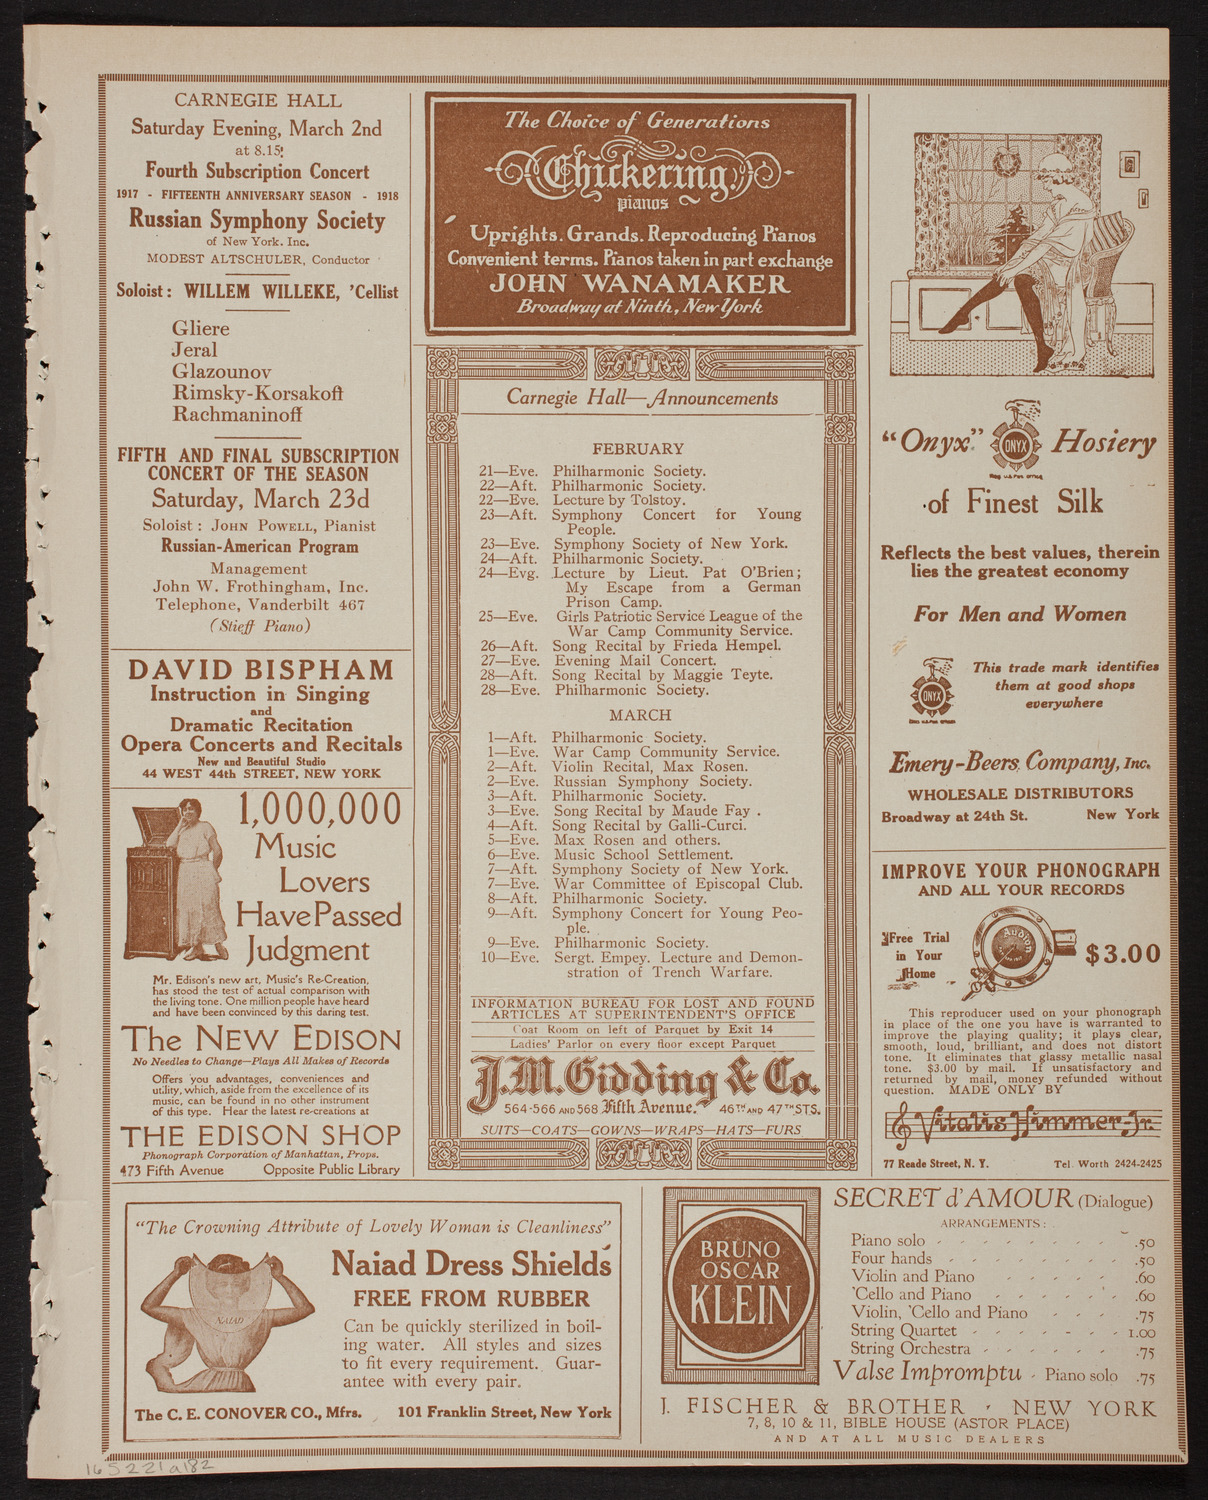 CARNEGIE HALL
Saturday Evening, March 2nd
at 8.15
Fourth Subscription Concert
1917 - FIFTEENTH ANNIVERSARY SEASON - 1918
Russian Symphony Society
of New York. Inc.
MODEST ALTSCHULER, Conductor
Soloist: WILLEM WILLEKE, 'Cellist
Gliere
Jeral
Glazounov
Rimsky-Korsakoff
Rachmaninoff
FIFTH AND FINAL SUBSCRIPTION
CONCERT OF THE SEASON
Saturday, March 23d
Soloist: JOHN POWELL, Pianist
Russian-American Program
Management
John W. Frothingham, Inc.
Telephone, Vanderbilt 467
(Stieff Piano)
DAVID BISPHAM
Instruction in Singing
and
Dramatic Recitation
Opera Concerts and Recitals
New and Beautiful Studio
44 WEST 44th STREET, NEW YORK
1,000,000
Music
Lovers
Have Passed
Judgment
Mr. Edison's new art, Music's Re-Creation,
has stood the test of actual comparison with
the living tone. One million people have heard
and have been convinced by this daring test.
The NEW EDISON
No Needles to Change—Plays All Makes of Records
Offers you advantages, conveniences and
utility, which, aside from the excellence of its
music, can be found in no other instrument
of this type. Hear the latest re-creations at
THE EDISON SHOP
Phonograph Corporation of Manhattan, Props.
473 Fifth Avenue Opposite Public Library
The Choice of Generations
Chickering
pianos
Uprights. Grands. Reproducing Pianos
Convenient terms. Pianos taken in part exchange
JOHN WANAMAKER
Broadway at Ninth, New York
Carnegie Hall—Announcements
FEBRUARY
21—Eve. Philharmonic Society.
22—Aft. Philharmonic Society.
22—Eve. Lecture by Tolstoy.
23—Aft. Symphony Concert for Young
People.
23—Eve. Symphony Society of New York.
24—Aft. Philharmonic Society.
24—Evg. Lecture by Lieut. Pat O'Brien;
My Escape from a German
Prison Camp.
25—Eve. Girls Patriotic Service League of the
War Camp Community Service.
26—Aft. Song Recital by Frieda Hempel.
27—Eve. Evening Mail Concert.
28—Aft. Song Recital by Maggie Teyte.
28—Eve. Philharmonic Society.
MARCH
1—Aft. Philharmonic Society.
1—Eve. War Camp Community Service.
2—Aft. Violin Recital, Max Rosen.
2—Eve. Russian Symphony Society.
3—Aft. Philharmonic Society.
3—Eve. Song Recital by Maude Fay .
4—Aft. Song Recital by Galli-Curci.
5—Eve. Max Rosen and others.
6—Eve. Music School Settlement.
7—Aft. Symphony Society of New York.
7—Eve. War Committee of Episcopal Club.
8—Aft. Philharmonic Society.
9—Aft. Symphony Concert for Young Peo-
ple.
9—Eve. Philharmonic Society.
10—Eve. Sergt. Empey. Lecture and Demon-
stration of Trench Warfare.
INFORMATION BUREAU FOR LOST AND FOUND
ARTICLES AT SUPERINTENDENT'S OFFICE
Coat Room on left of Parquet by Exit 14
Ladies' Parlor on every floor except Parquet
J.M. Gidding & Co.
564-566 AND 568 Fifth Avenue. 46TH AND 47TH STS.
SUITS—COATS—GOWNS—WRAPS—HATS—FURS
"Onyx" ONYX Hosiery
of Finest Silk
Reflects the best values, therein
lies the greatest economy
For Men and Women
ONYX
This trade mark identifies
them at good shops
everywhere
Emery-Beers Company, Inc.
WHOLESALE DISTRIBUTORS
Broadway at 24th St. New York
IMPROVE YOUR PHONOGRAPH
AND ALL YOUR RECORDS
Free Trial
in Your
Home
Audion
$3.00
This reproducer used on your phonograph
in place of the one you have is warranted to
improve the playing quality; it plays clear,
smooth, loud, brilliant, and does not distort
tone. It eliminates that glassy metallic nasal
tone. $3.00 by mail. If unsatisfactory and
returned by mail, money refunded without
question. MADE ONLY BY
Vitalis Himmer-Jr.
77 Reade Street, N. Y. Tel. Worth 2424-2425
"The Crowning Attribute of Lovely Woman is Cleanliness"
NAIAD
Naiad Dress Shields
FREE FROM RUBBER
Can be quickly sterilized in boil-
ing water. All styles and sizes
to fit every requirement. Guar-
antee with every pair.
The C. E. CONOVER CO., Mfrs. 101 Franklin Street, New York
BRUNO
OSCAR
KLEIN
SECRET d'AMOUR (Dialogue)
ARRANGEMENTS:
Piano solo - - - - - - - - .50
Four hands - - - - - - - - .50
Violin and Piano - - - - - .60
'Cello and Piano - - - - - - .60
Violin, 'Cello and Piano - - - .75
String Quartet - - - - - - - 1.00
String Orchestra - - - - - - .75
Valse Impromptu - Piano solo .75
J. FISCHER & BROTHER, NEW YORK
7, 8, 10 & 11, BIBLE HOUSE (ASTOR PLACE)
AND AT ALL MUSIC DEALERS
165221a182